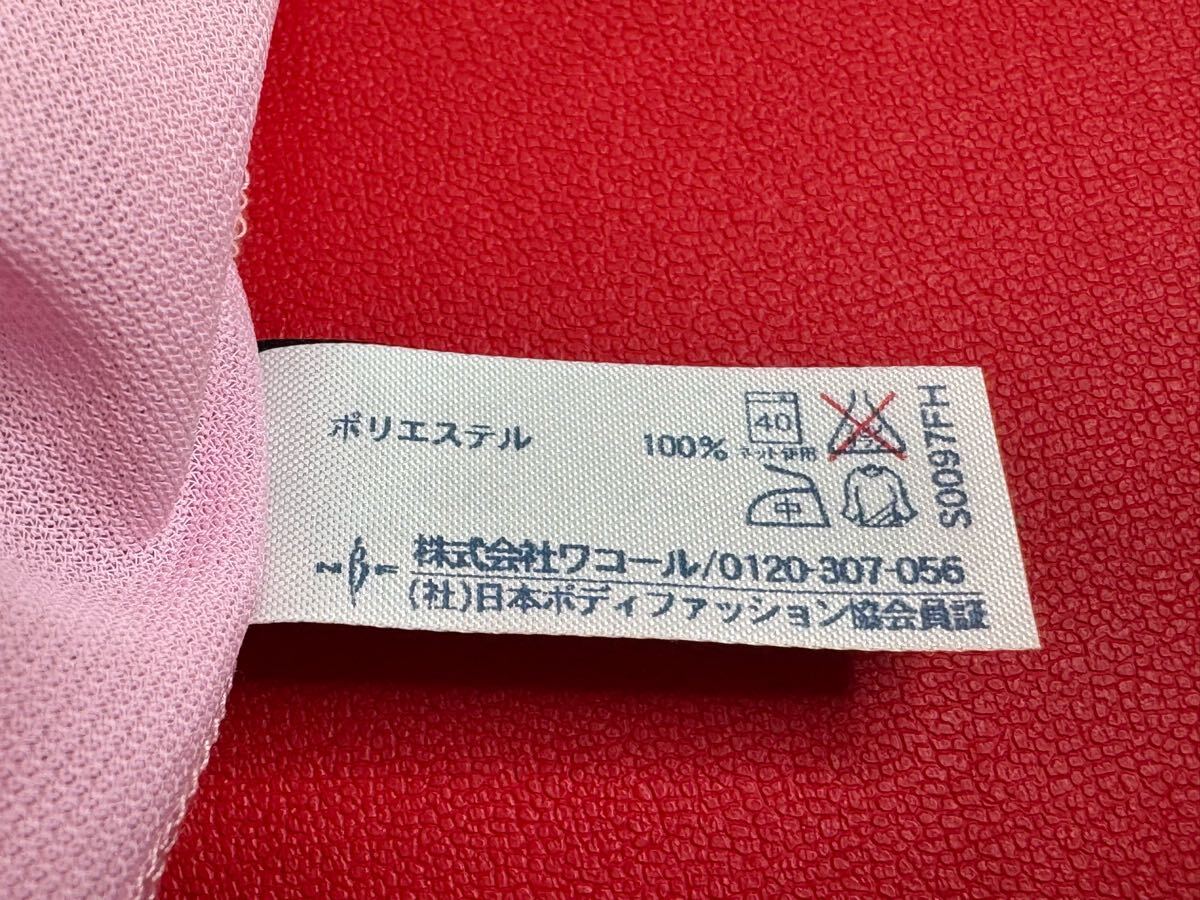 ポリエステル 100%
40
ネット使用
中
S0097FH
株式会社ワコール/0120-307-056
(社)日本ボディファッション協会員証